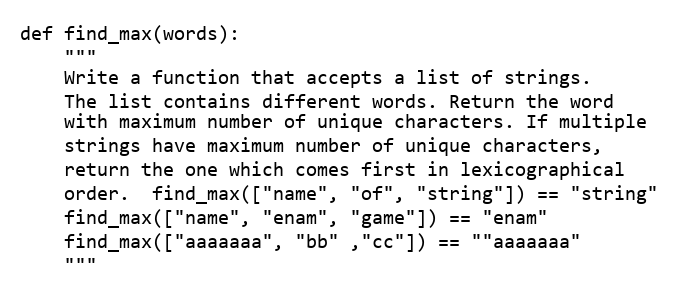 def find_max(words):
    """
    Write a function that accepts a list of strings.
    The list contains different words. Return the word
    with maximum number of unique characters. If multiple
    strings have maximum number of unique characters,
    return the one which comes first in lexicographical
    order.  find_max(["name", "of", "string"]) == "string"
    find_max(["name", "enam", "game"]) == "enam"
    find_max(["aaaaaaa", "bb" ,"cc"]) == ""aaaaaaa"
    """